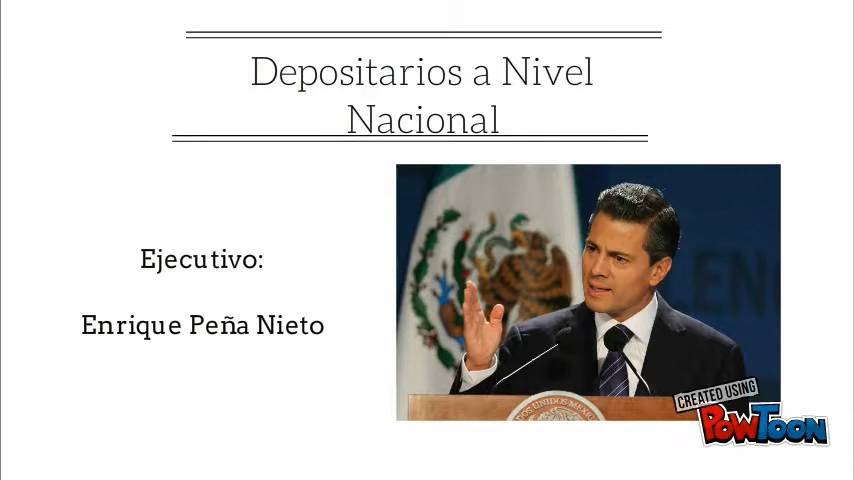 Depositarios a Nivel
Nacional
Ejecutivo:
Enrique Peña Nieto
CREATED USING
POWTOON